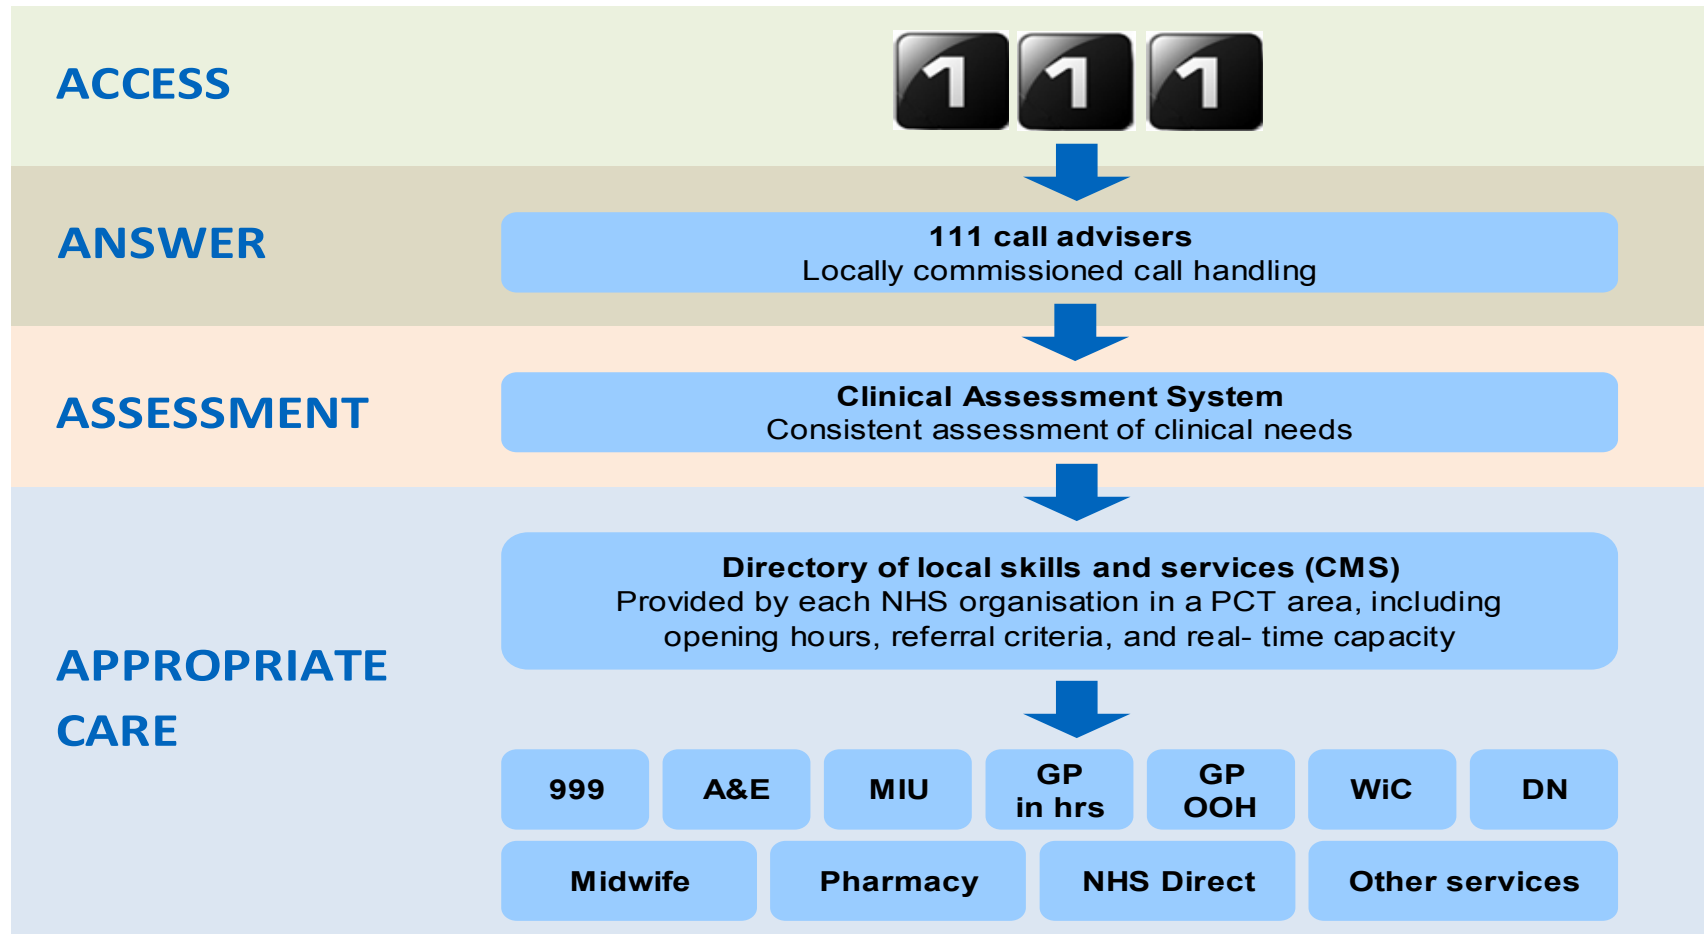 ACCESS
1 1 1
ANSWER
111 call advisers
Locally commissioned call handling
ASSESSMENT
Clinical Assessment System
Consistent assessment of clinical needs
APPROPRIATE
CARE
Directory of local skills and services (CMS)
Provided by each NHS organisation in a PCT area, including
opening hours, referral criteria, and real- time capacity
999
A&E
MIU
GP
in hrs
GP
OOH
WiC
DN
Midwife
Pharmacy
NHS Direct
Other services